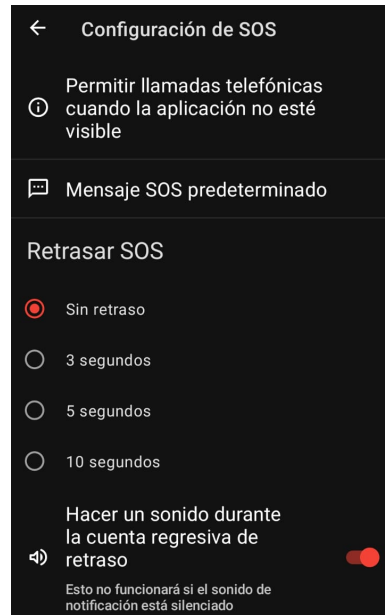 Configuración de SOS
Permitir llamadas telefónicas
cuando la aplicación no esté
visible
Mensaje SOS predeterminado
Retrasar SOS
Sin retraso
3 segundos
5 segundos
10 segundos
Hacer un sonido durante
la cuenta regresiva de
retraso
Esto no funcionará si el sonido de
notificación está silenciado